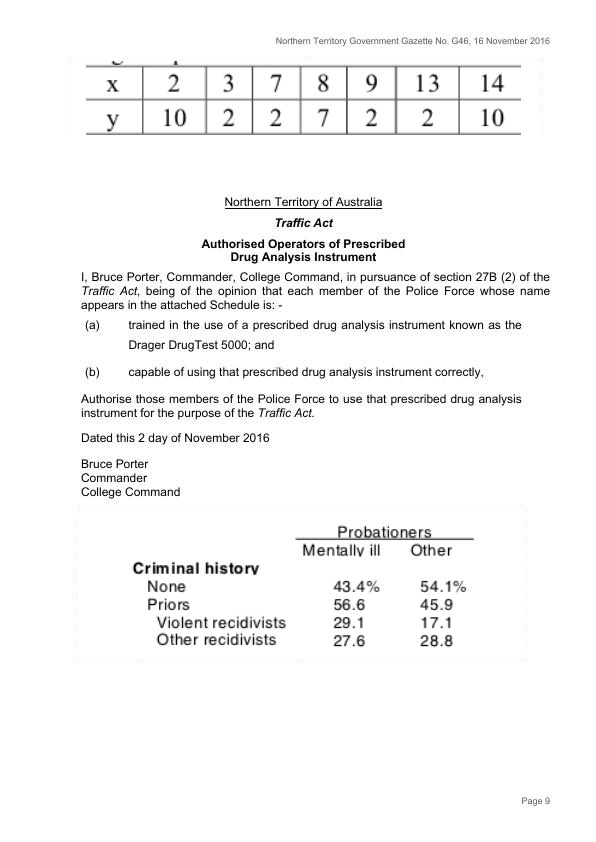 Northern Territory Government Gazette No. G46, 16 November 2016
x 2 3 7 8 9 13 14
y 10 2 2 7 2 2 10
Northern Territory of Australia
Traffic Act
Authorised Operators of Prescribed
Drug Analysis Instrument
I, Bruce Porter, Commander, College Command, in pursuance of section 27B (2) of the
Traffic Act, being of the opinion that each member of the Police Force whose name
appears in the attached Schedule is: -
(a) trained in the use of a prescribed drug analysis instrument known as the
Drager DrugTest 5000; and
(b) capable of using that prescribed drug analysis instrument correctly,
Authorise those members of the Police Force to use that prescribed drug analysis
instrument for the purpose of the Traffic Act.
Dated this 2 day of November 2016
Bruce Porter
Commander
College Command
Probationers
Mentally ill Other
Criminal history
None 43.4% 54.1%
Priors 56.6 45.9
Violent recidivists 29.1 17.1
Other recidivists 27.6 28.8
Page 9